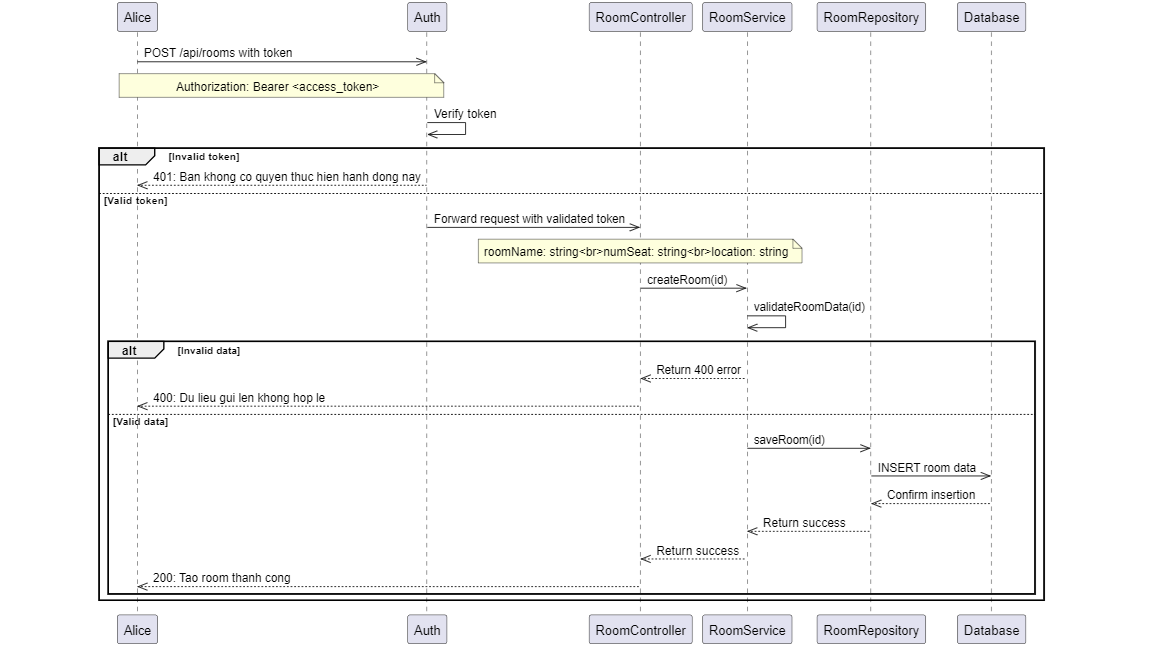 Alice Auth RoomController RoomService RoomRepository Database
POST /api/rooms with token
Authorization: Bearer <access_token>
Verify token
alt [Invalid token]
401: Ban khong co quyen thuc hien hanh dong nay
[Valid token]
Forward request with validated token
roomName: string<br>numSeat: string<br>location: string
createRoom(id)
validateRoomData(id)
alt [Invalid data]
Return 400 error
400: Du lieu gui len khong hop le
[Valid data]
saveRoom(id)
INSERT room data
Confirm insertion
Return success
Return success
200: Tao room thanh cong
Alice Auth RoomController RoomService RoomRepository Database